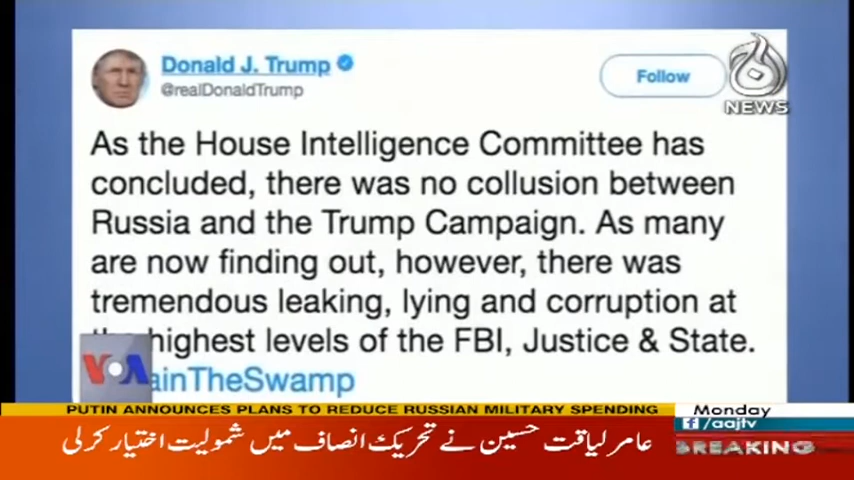 Donald J. Trump
@realDonaldTrump
Follow
NEWS
As the House Intelligence Committee has
concluded, there was no collusion between
Russia and the Trump Campaign. As many
are now finding out, however, there was
tremendous leaking, lying and corruption at
highest levels of the FBI, Justice & State.
VOA
ainTheSwamp
PUTIN ANNOUNCES PLANS TO REDUCE RUSSIAN MILITARY SPENDING
Monday
f/aajtv
عامر لیاقت حسین نے تحریک انصاف میں شمولیت اختیار کرلی
BREAKING